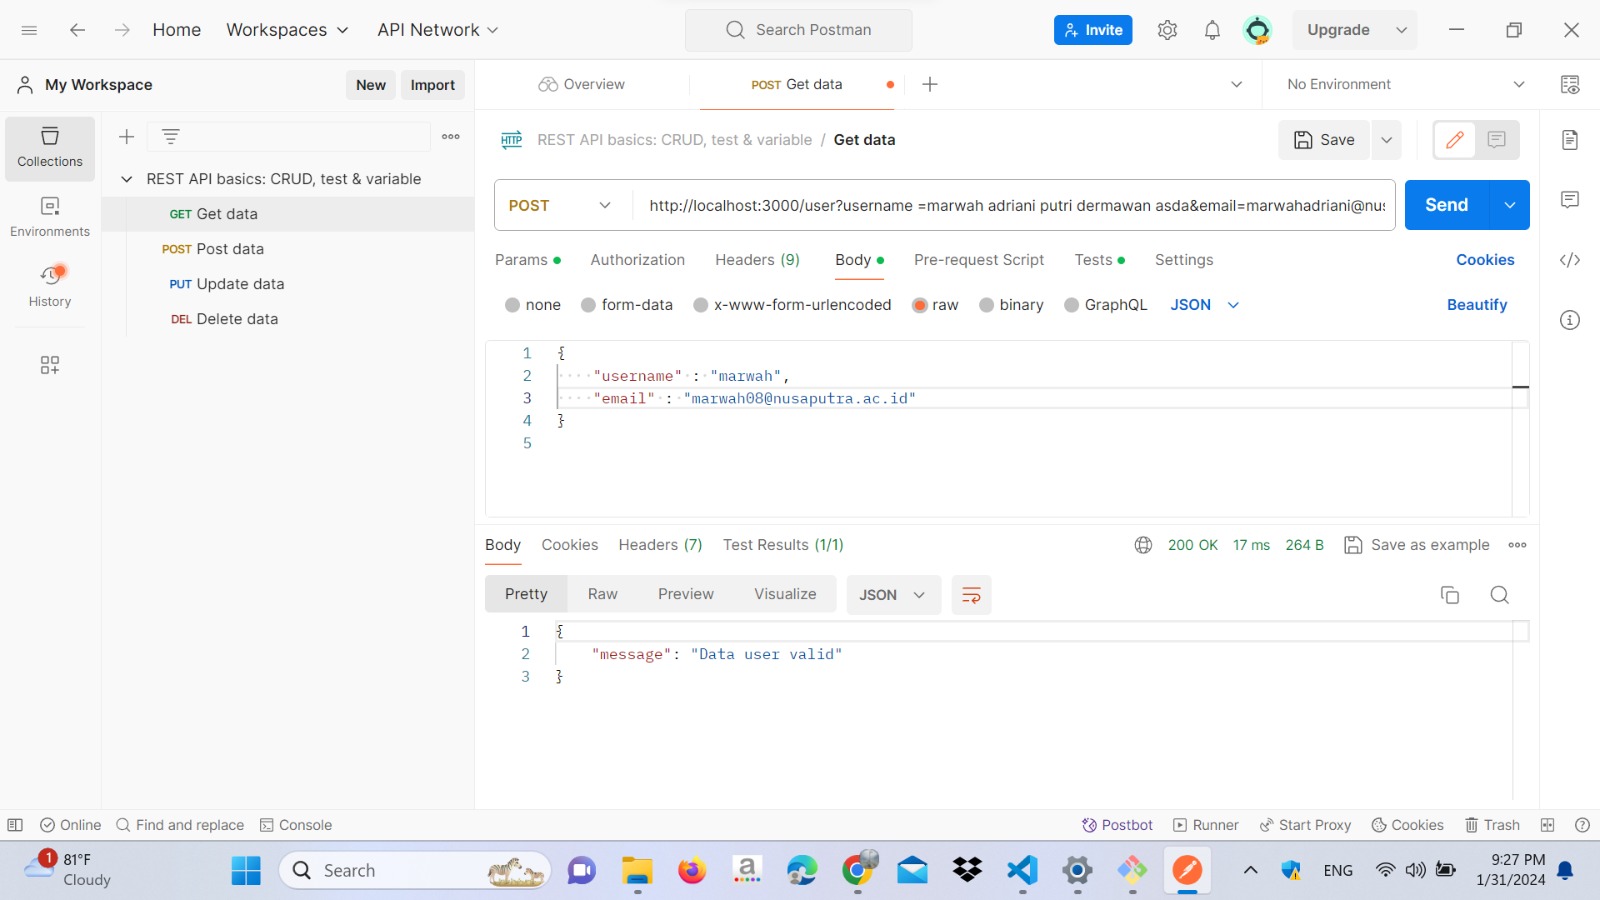 Home
Workspaces
API Network
Search Postman
Invite
Upgrade
My Workspace
New
Import
Overview
POST Get data
No Environment
Collections
Environments
History
REST API basics: CRUD, test & variable
GET Get data
POST Post data
PUT Update data
DEL Delete data
HTTP
REST API basics: CRUD, test & variable / Get data
Save
POST
http://localhost:3000/user?username =marwah adriani putri dermawan asda&email=marwahadriani@nus
Send
Params
Authorization
Headers (9)
Body
Pre-request Script
Tests
Settings
Cookies
none
form-data
x-www-form-urlencoded
raw
binary
GraphQL
JSON
Beautify
1 {
2 ····"username"·:·"marwah",
3 ····"email"·:·"marwah08@nusaputra.ac.id"
4 }
5
Body
Cookies
Headers (7)
Test Results (1/1)
200 OK
17 ms
264 B
Save as example
Pretty
Raw
Preview
Visualize
JSON
1 {
2 "message": "Data user valid"
3 }
Online
Find and replace
Console
Postbot
Runner
Start Proxy
Cookies
Trash
1
81°F
Cloudy
Search
a
ENG
9:27 PM
1/31/2024